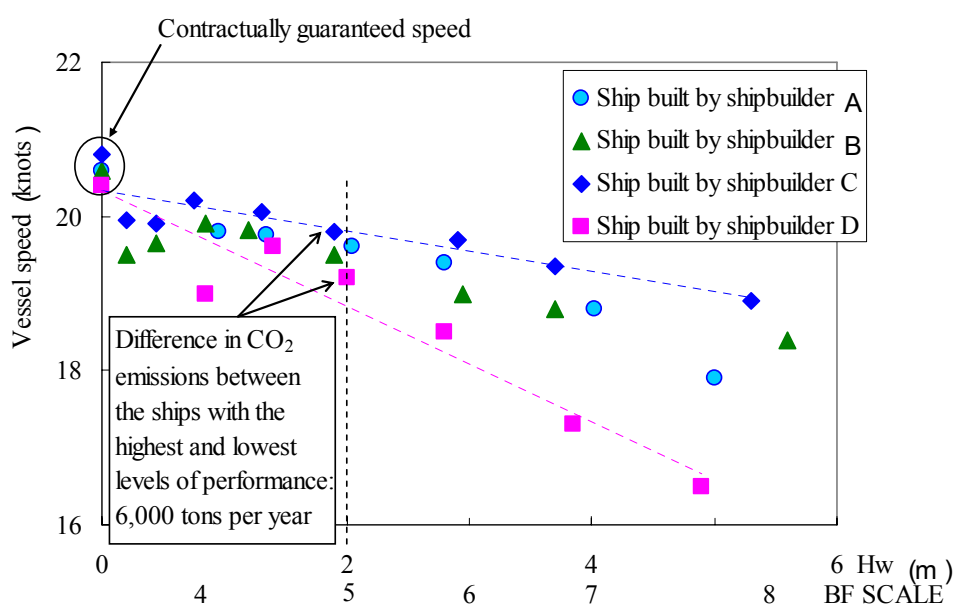 Contractually guaranteed speed
22
20
18
16
Vessel speed (knots)
Ship built by shipbuilder A
Ship built by shipbuilder B
Ship built by shipbuilder C
Ship built by shipbuilder D
Difference in CO₂
emissions between
the ships with the
highest and lowest
levels of performance:
6,000 tons per year
0 2 4 6 Hw (m)
4 5 6 7 8 BF SCALE